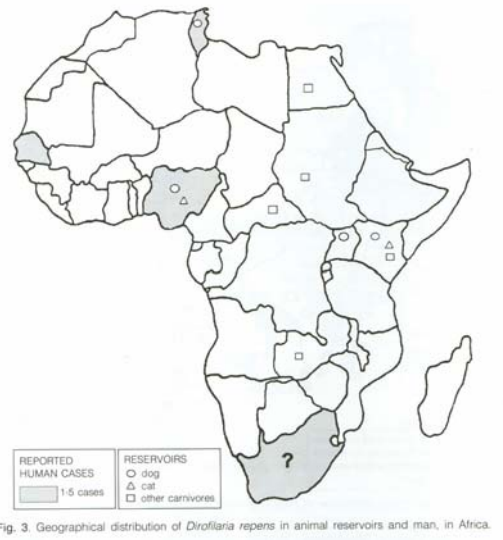 ?
REPORTED
HUMAN CASES
1-5 cases
RESERVOIRS
dog
cat
other carnivores
Fig. 3. Geographical distribution of Dirofilaria repens in animal reservoirs and man, in Africa.